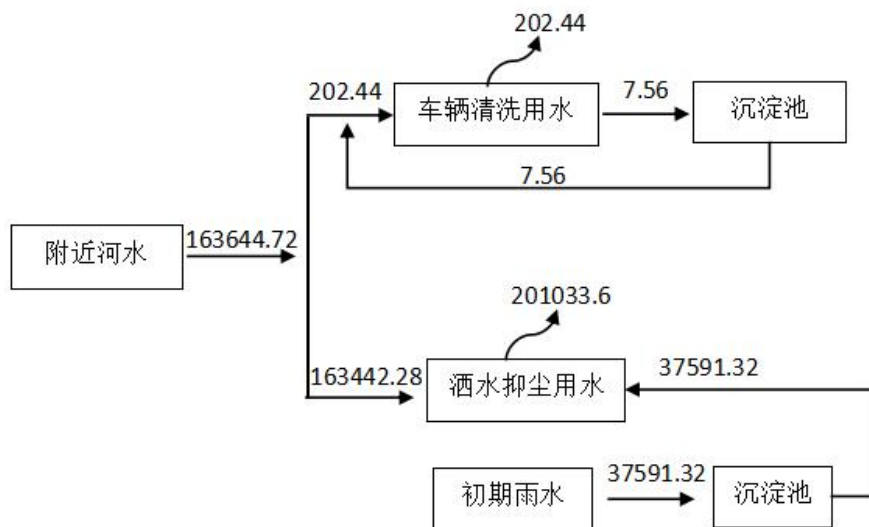 202.44
202.44
车辆清洗用水
7.56
沉淀池
7.56
附近河水
163644.72
201033.6
163442.28
洒水抑尘用水
37591.32
初期雨水
37591.32
沉淀池